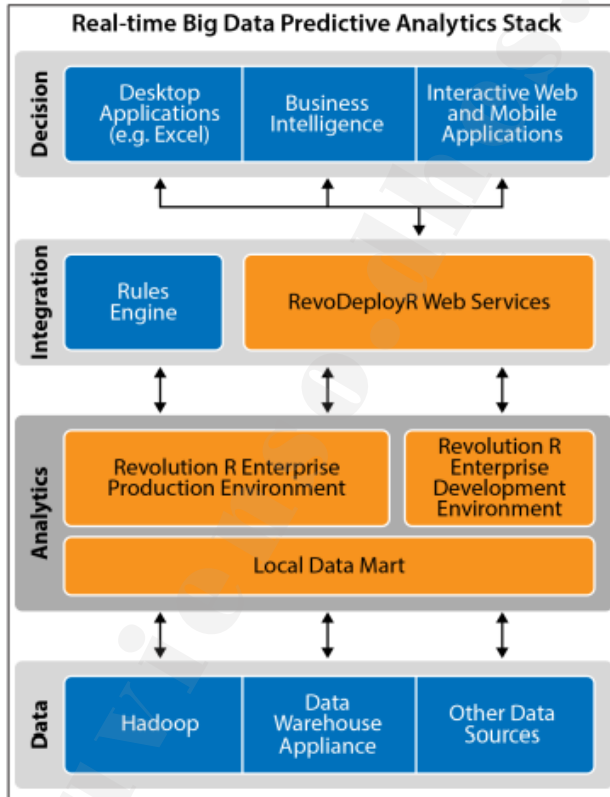 Real-time Big Data Predictive Analytics Stack
Decision
Desktop
Applications
(e.g. Excel)
Business
Intelligence
Interactive Web
and Mobile
Applications
Integration
Rules
Engine
RevoDeployR Web Services
Analytics
Revolution R Enterprise
Production Environment
Revolution R
Enterprise
Development
Environment
Local Data Mart
Data
Hadoop
Data
Warehouse
Appliance
Other Data
Sources